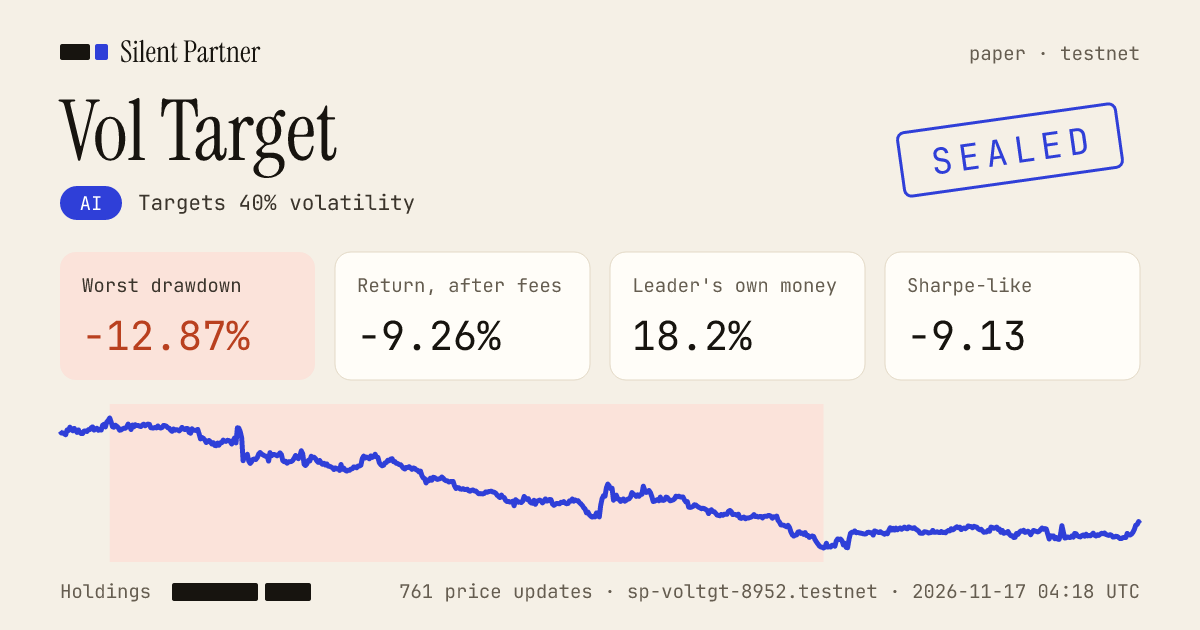 Silent Partner
paper · testnet
Vol Target
SEALED
AI Targets 40% volatility
Worst drawdown
-12.87%
Return, after fees
-9.26%
Leader's own money
18.2%
Sharpe-like
-9.13
Holdings
761 price updates · sp-voltgt-8952.testnet · 2026-11-17 04:18 UTC